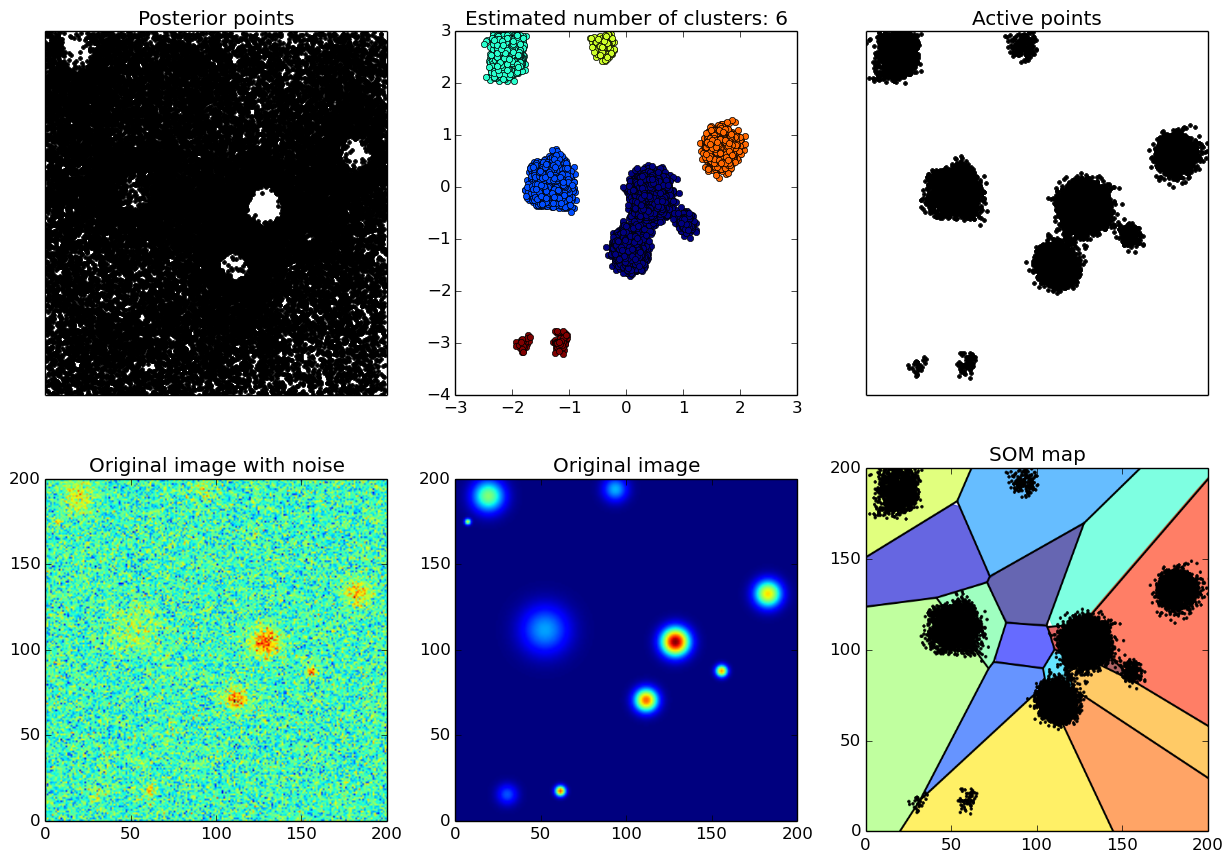 Posterior points
Estimated number of clusters: 6
Active points
3
2
1
0
−1
−2
−3
−4
−3 −2 −1 0 1 2 3
Original image with noise
Original image
SOM map
200
150
100
50
0
0 50 100 150 200
200
150
100
50
0
0 50 100 150 200
200
150
100
50
0
0 50 100 150 200